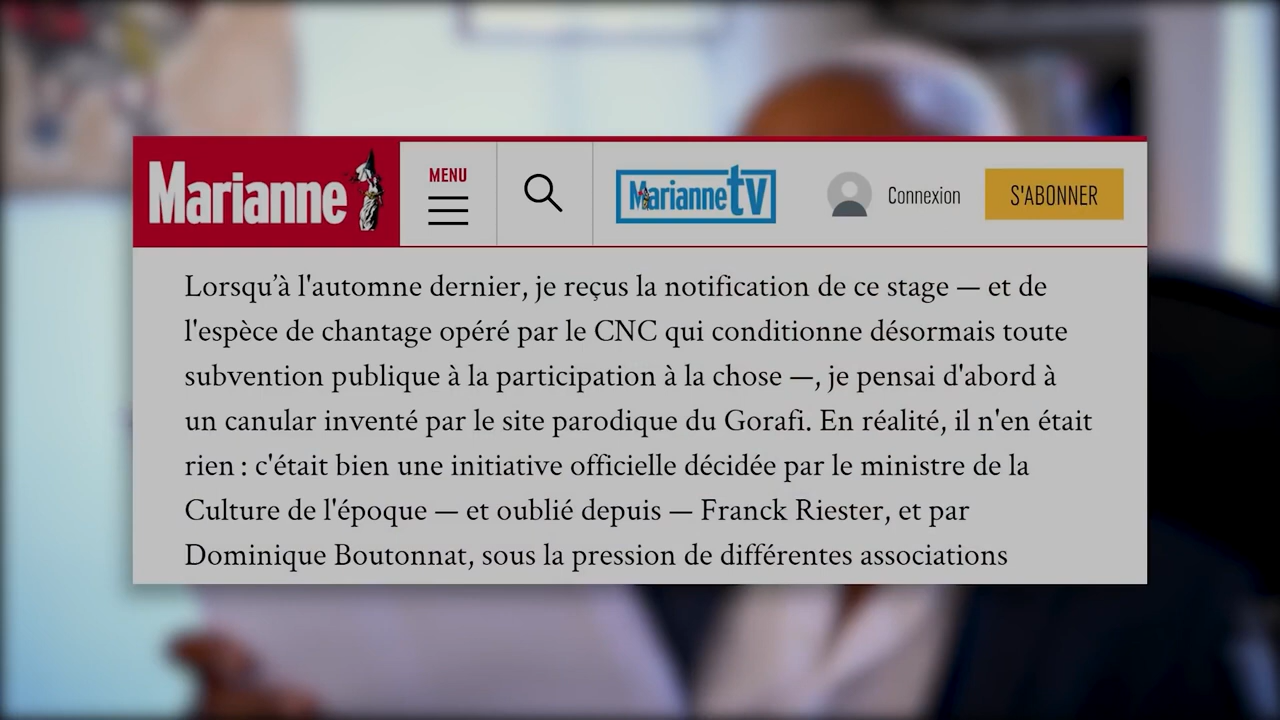 Marianne
MENU
Mariannetv
Connexion
S'ABONNER
Lorsqu’à l'automne dernier, je reçus la notification de ce stage — et de
l'espèce de chantage opéré par le CNC qui conditionne désormais toute
subvention publique à la participation à la chose —, je pensai d'abord à
un canular inventé par le site parodique du Gorafi. En réalité, il n'en était
rien : c'était bien une initiative officielle décidée par le ministre de la
Culture de l'époque — et oublié depuis — Franck Riester, et par
Dominique Boutonnat, sous la pression de différentes associations